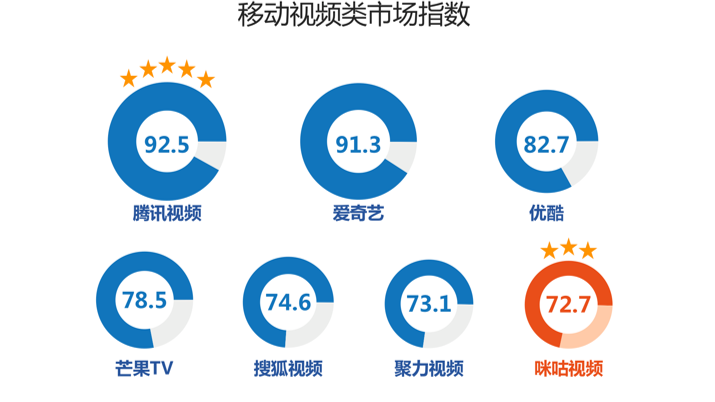 移动视频类市场指数
92.5
91.3
82.7
腾讯视频
爱奇艺
优酷
78.5
74.6
73.1
72.7
芒果TV
搜狐视频
聚力视频
咪咕视频